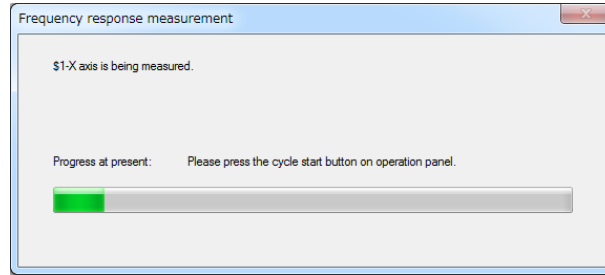 Frequency response measurement
$1-X axis is being measured.
Progress at present: Please press the cycle start button on operation panel.